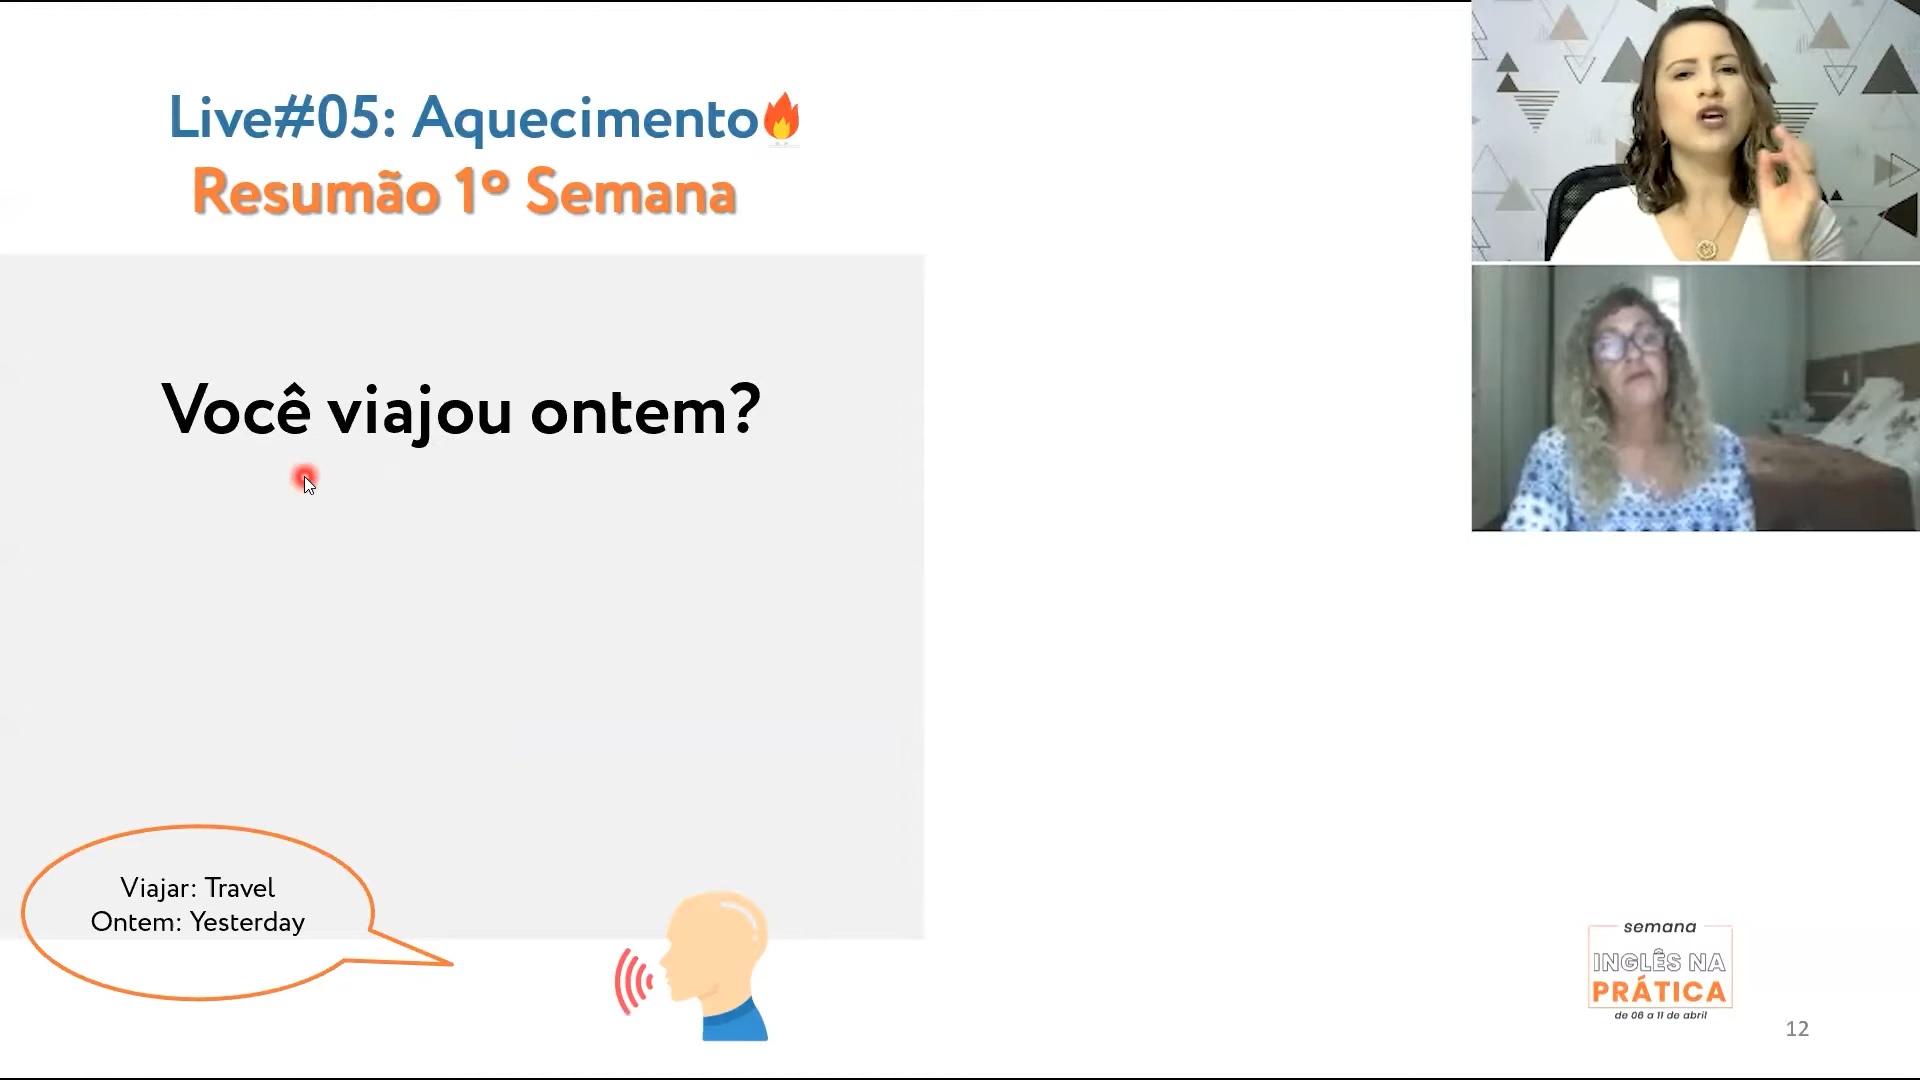 Live#05: Aquecimento
Resumão 1º Semana
Você viajou ontem?
Viajar: Travel
Ontem: Yesterday
semana
INGLÊS NA
PRÁTICA
de 06 a 11 de abril
12